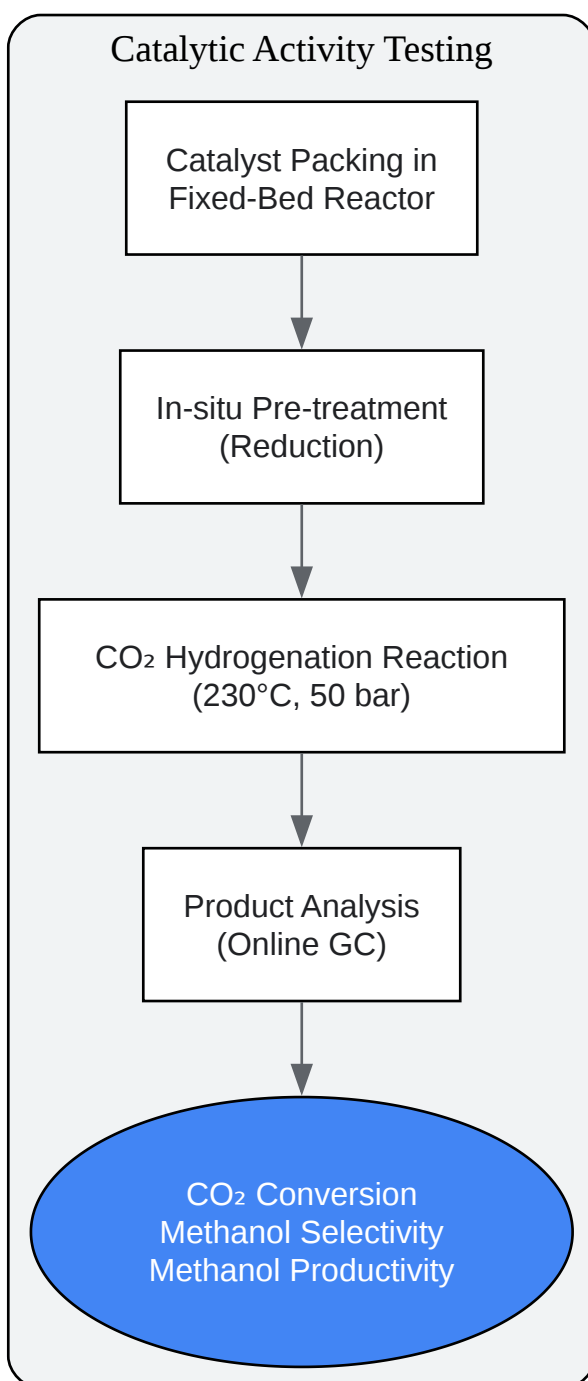 Catalytic Activity Testing
Catalyst Packing in
Fixed-Bed Reactor
In-situ Pre-treatment
(Reduction)
CO₂ Hydrogenation Reaction
(230°C, 50 bar)
Product Analysis
(Online GC)
CO₂ Conversion
Methanol Selectivity
Methanol Productivity